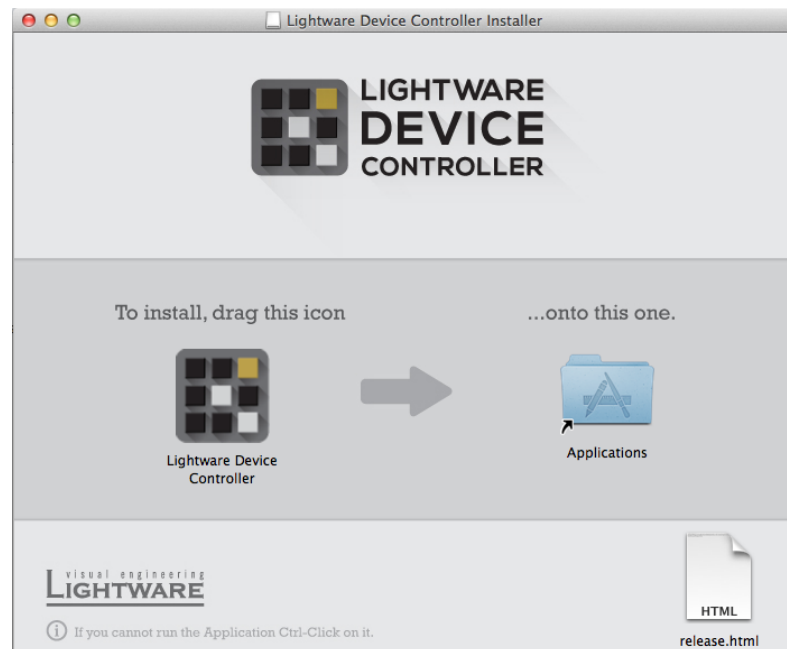 Lightware Device Controller Installer
LIGHTWARE
DEVICE
CONTROLLER
To install, drag this icon
...onto this one.
Lightware Device
Controller
Applications
visual engineering
LIGHTWARE
If you cannot run the Application Ctrl-Click on it.
HTML
release.html